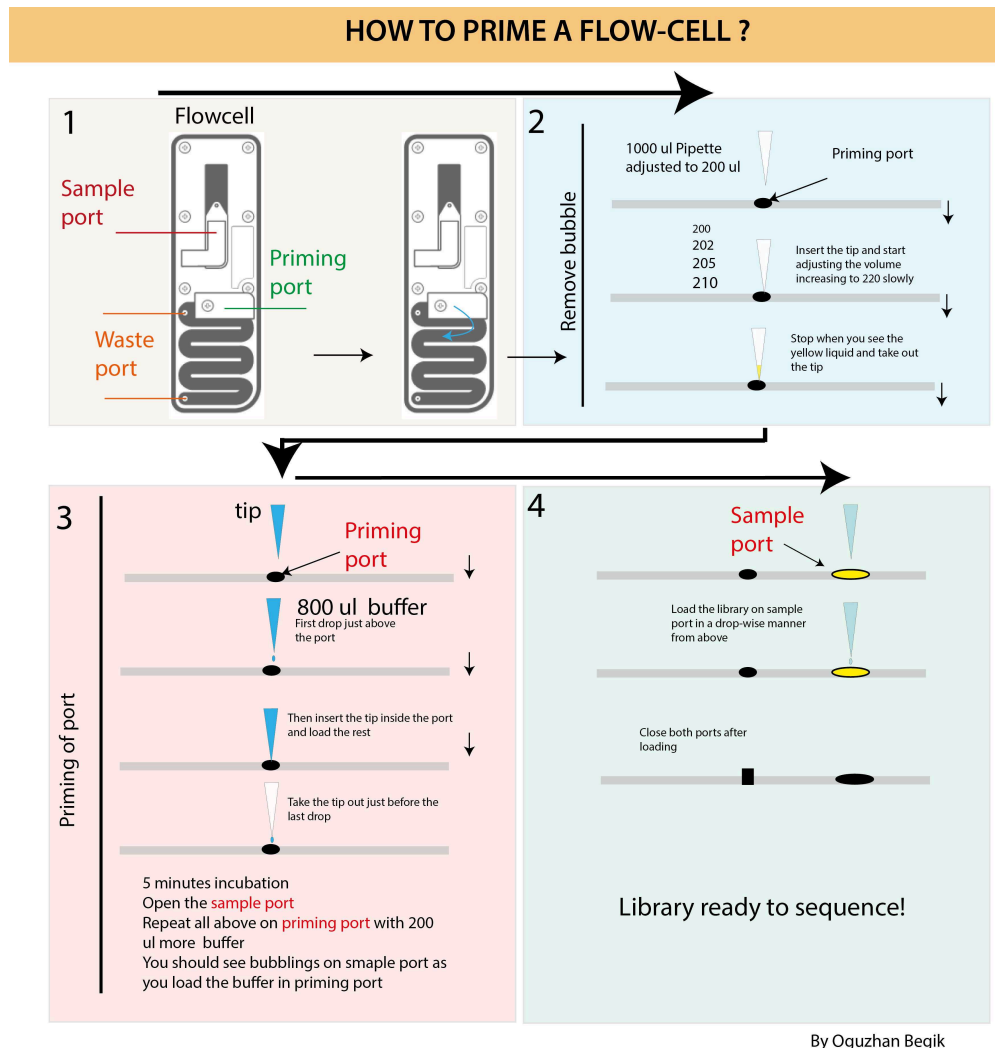 HOW TO PRIME A FLOW-CELL ?
1
Flowcell
Sample
port
Priming
port
Waste
port
2
Remove bubble
1000 ul Pipette
adjusted to 200 ul
Priming port
200
202
205
210
Insert the tip and start
adjusting the volume
increasing to 220 slowly
Stop when you see the
yellow liquid and take out
the tip
3
Priming of port
tip
Priming
port
800 ul buffer
First drop just above
the port
Then insert the tip inside the port
and load the rest
Take the tip out just before the
last drop
5 minutes incubation
Open the sample port
Repeat all above on priming port with 200
ul more buffer
You should see bubblings on smaple port as
you load the buffer in priming port
4
Sample
port
Load the library on sample
port in a drop-wise manner
from above
Close both ports after
loading
Library ready to sequence!
By Oguzhan Begik